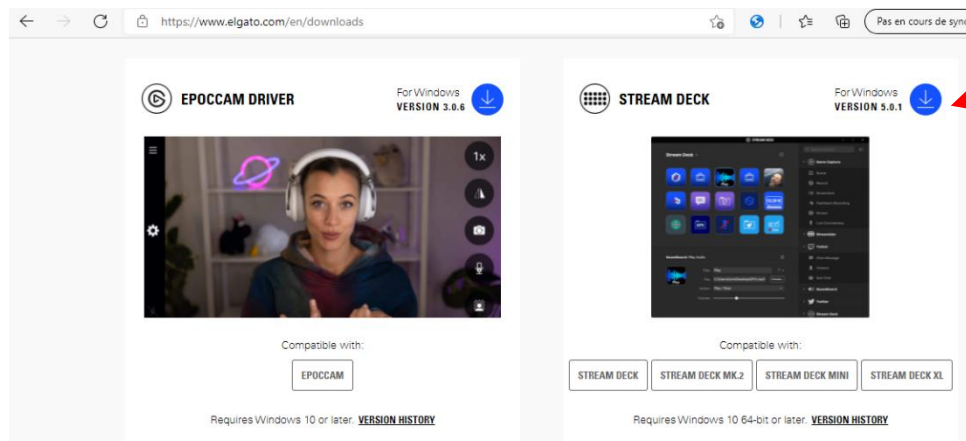 https://www.elgato.com/en/downloads
Pas en cours de sync
EPOCCAM DRIVER
For Windows
VERSION 3.0.6
1x
Compatible with:
EPOCCAM
Requires Windows 10 or later. VERSION HISTORY
STREAM DECK
For Windows
VERSION 5.0.1
Stream Deck
Compatible with:
STREAM DECK
STREAM DECK MK.2
STREAM DECK MINI
STREAM DECK XL
Requires Windows 10 64-bit or later. VERSION HISTORY